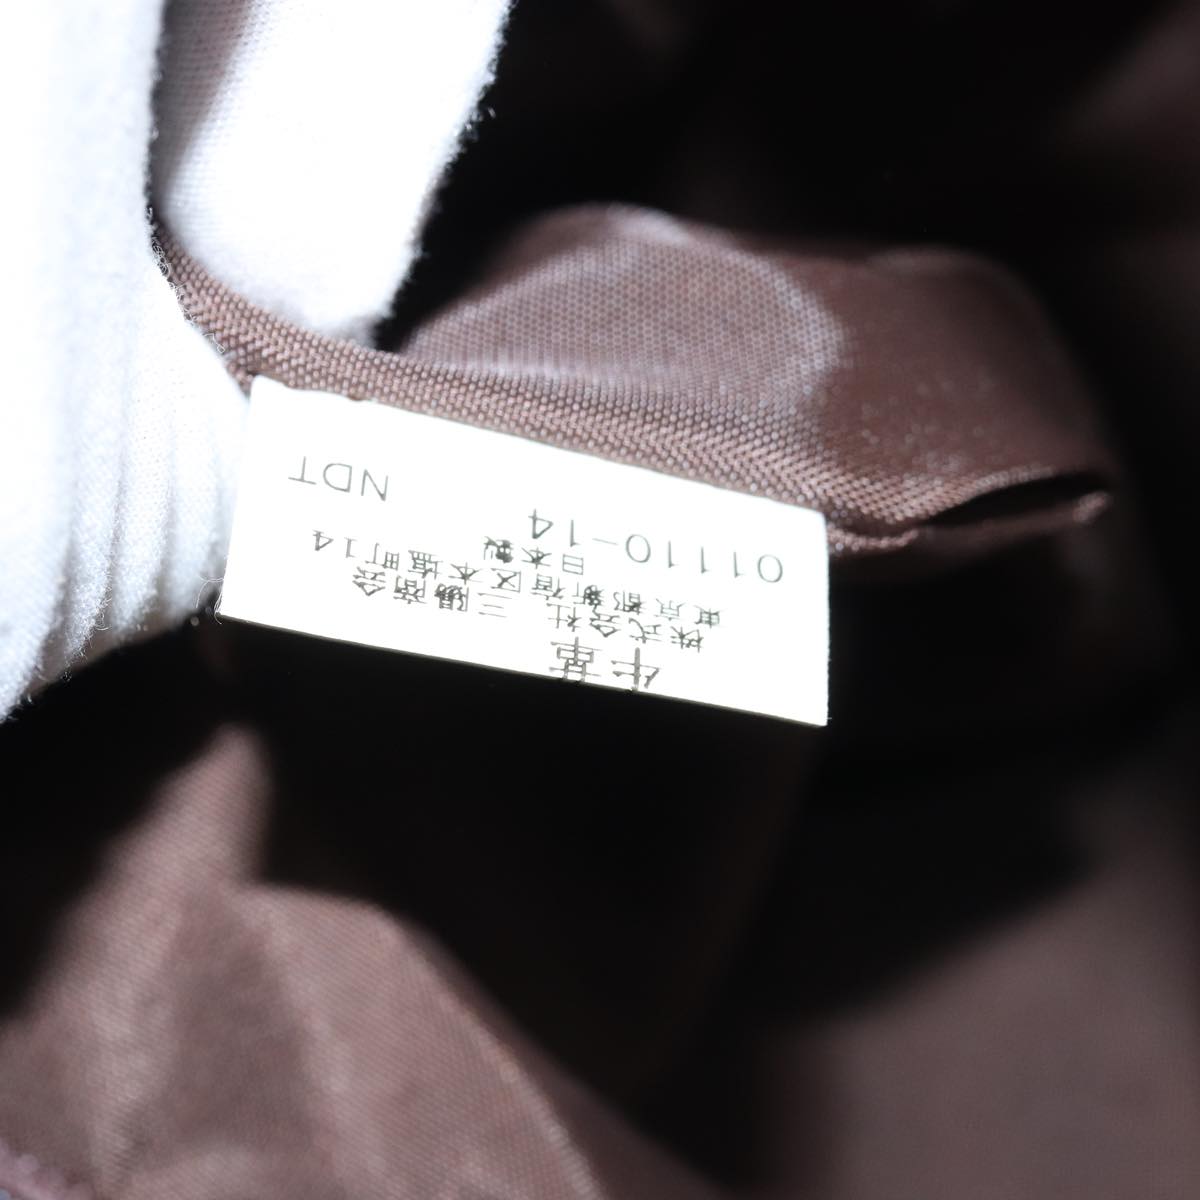 牛革
株式会社 三陽商会
東京都新宿区本塩町14
日本製
01110-14
NDT